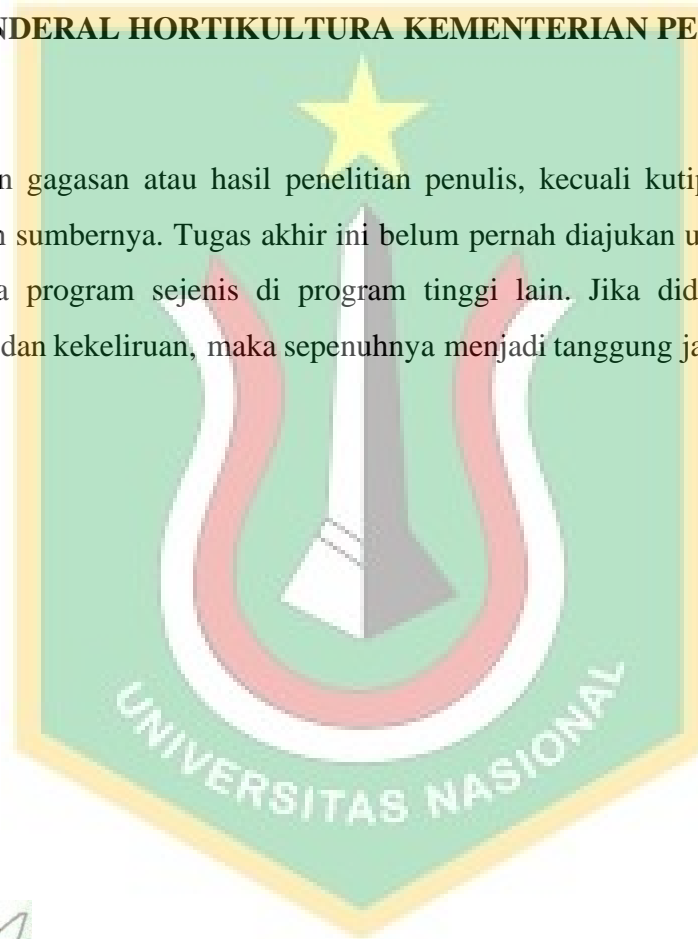 NDERAL HORTIKULTURA KEMENTERIAN PE
n gagasan atau hasil penelitian penulis, kecuali kutip
n sumbernya. Tugas akhir ini belum pernah diajukan u
a program sejenis di program tinggi lain. Jika did
dan kekeliruan, maka sepenuhnya menjadi tanggung ja
UNIVERSITAS NASIONAL